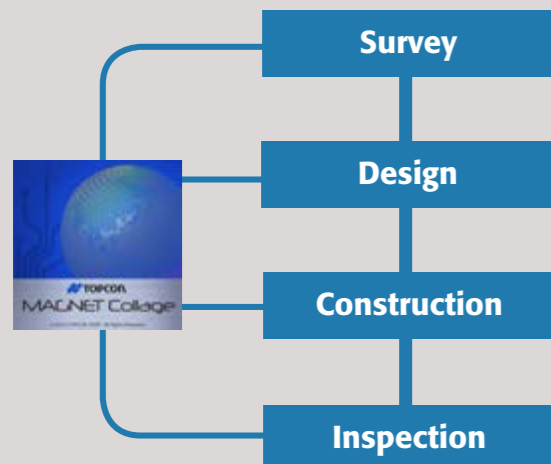 Survey
Design
TOPCON
MAGNET Collage
Construction
Inspection